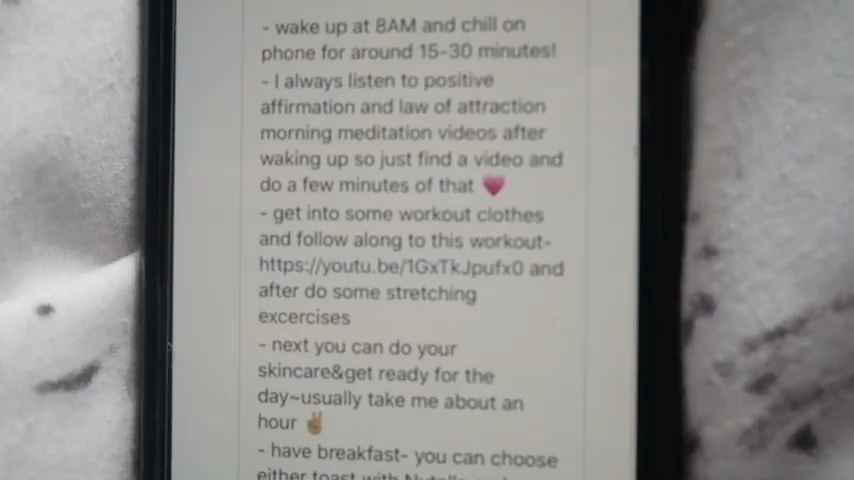 - wake up at 8AM and chill on
phone for around 15-30 minutes!
- I always listen to positive
affirmation and law of attraction
morning meditation videos after
waking up so just find a video and
do a few minutes of that 💗
- get into some workout clothes
and follow along to this workout-
https://youtu.be/1GxTkJpufx0 and
after do some stretching
excercises
- next you can do your
skincare&get ready for the
day~usually take me about an
hour ✌🏽
- have breakfast- you can choose
either toast with